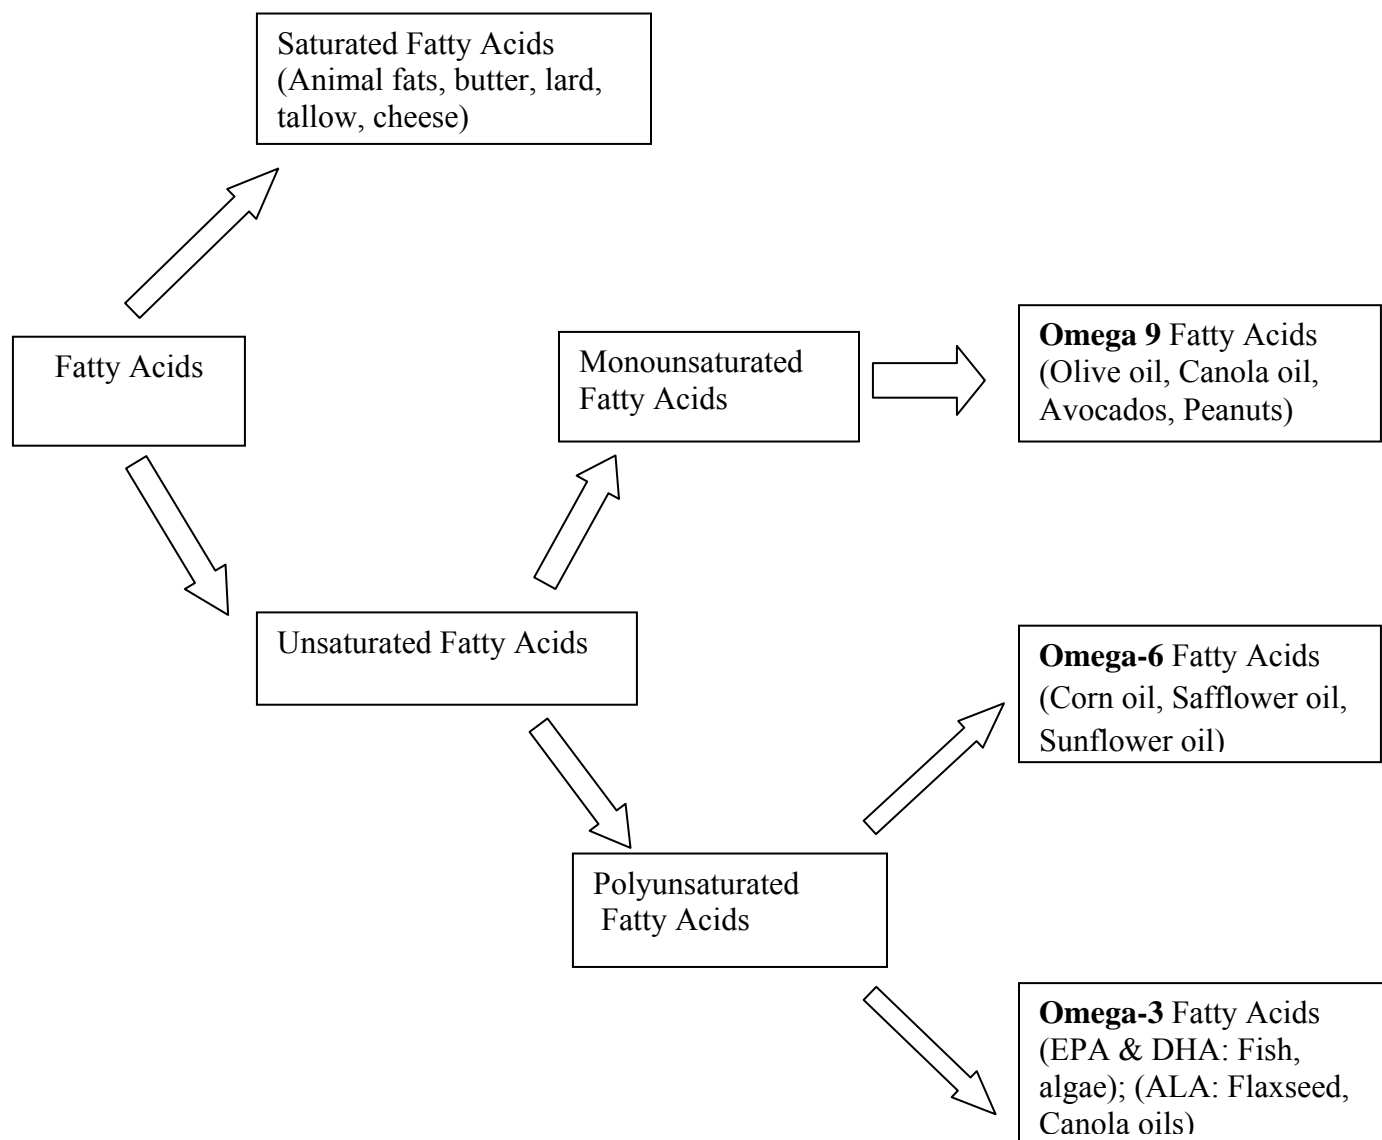 Saturated Fatty Acids
(Animal fats, butter, lard,
tallow, cheese)
Fatty Acids
Monounsaturated
Fatty Acids
Omega 9 Fatty Acids
(Olive oil, Canola oil,
Avocados, Peanuts)
Unsaturated Fatty Acids
Omega-6 Fatty Acids
(Corn oil, Safflower oil,
Sunflower oil)
Polyunsaturated
Fatty Acids
Omega-3 Fatty Acids
(EPA & DHA: Fish,
algae); (ALA: Flaxseed,
Canola oils)